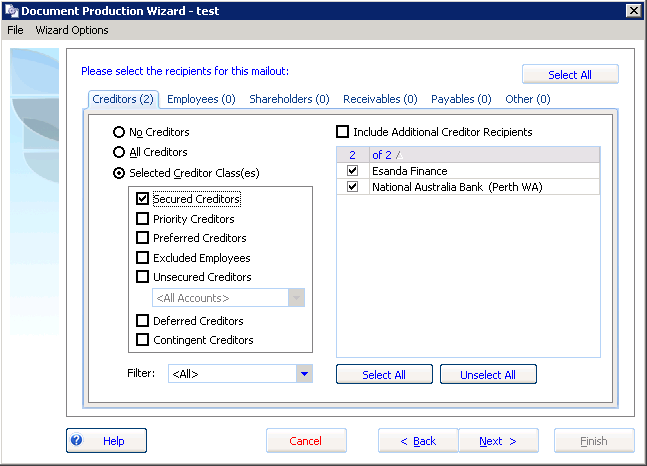 Document Production Wizard - test
File Wizard Options
Please select the recipients for this mailout:
Select All
Creditors (2) Employees (0) Shareholders (0) Receivables (0) Payables (0) Other (0)
No Creditors
All Creditors
Selected Creditor Class(es)
Secured Creditors
Priority Creditors
Preferred Creditors
Excluded Employees
Unsecured Creditors
<All Accounts>
Deferred Creditors
Contingent Creditors
Filter: <All>
Include Additional Creditor Recipients
2 of 2
Esanda Finance
National Australia Bank (Perth WA)
Select All Unselect All
? Help Cancel < Back Next > Finish